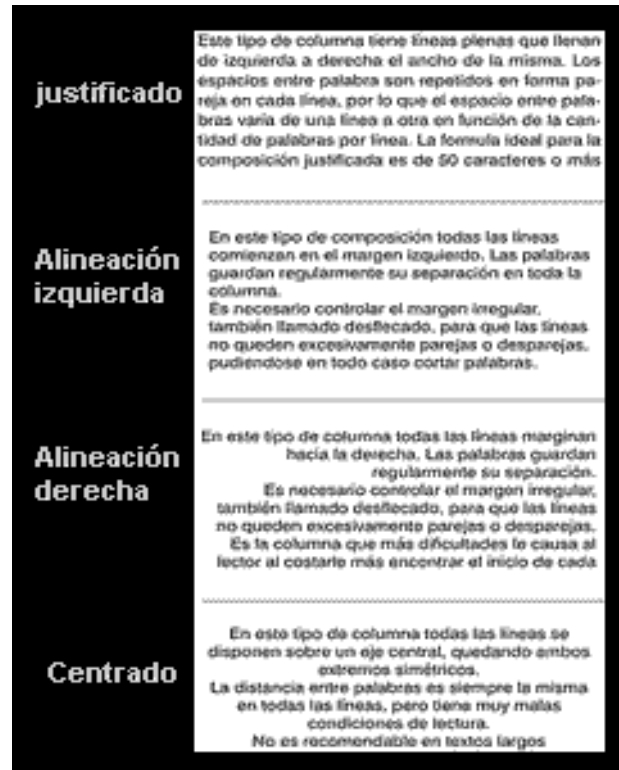 justificado
Este tipo de columna tiene líneas plenas que llenan
de izquierda a derecha el ancho de la misma. Los
espacios entre palabra son repetidos en forma pa-
reja en cada línea, por lo que el espacio entre pala-
bras varía de una línea a otra en función de la can-
tidad de palabras por línea. La formula ideal para la
composición justificada es de 50 caracteres o más
Alineación
izquierda
En este tipo de composición todas las líneas
comienzan en el margen izquierdo. Las palabras
guardan regularmente su separación en toda la
columna.
Es necesario controlar el margen irregular,
también llamado desflecado, para que las líneas
no queden excesivamente parejas o desparejas,
pudiendose en todo caso cortar palabras.
Alineación
derecha
En este tipo de columna todas las líneas marginan
hacia la derecha. Las palabras guardan
regularmente su separación.
Es necesario controlar el margen irregular,
también llamado desflecado, para que las líneas
no queden excesivamente parejas o desparejas.
Es la columna que más dificultades le causa al
lector al costarle más encontrar el inicio de cada
Centrado
En este tipo de columna todas las líneas se
disponen sobre un eje central, quedando ambos
extremos simétricos.
La distancia entre palabras es siempre la misma
en todas las líneas, pero tiene muy malas
condiciones de lectura.
No es recomendable en textos largos